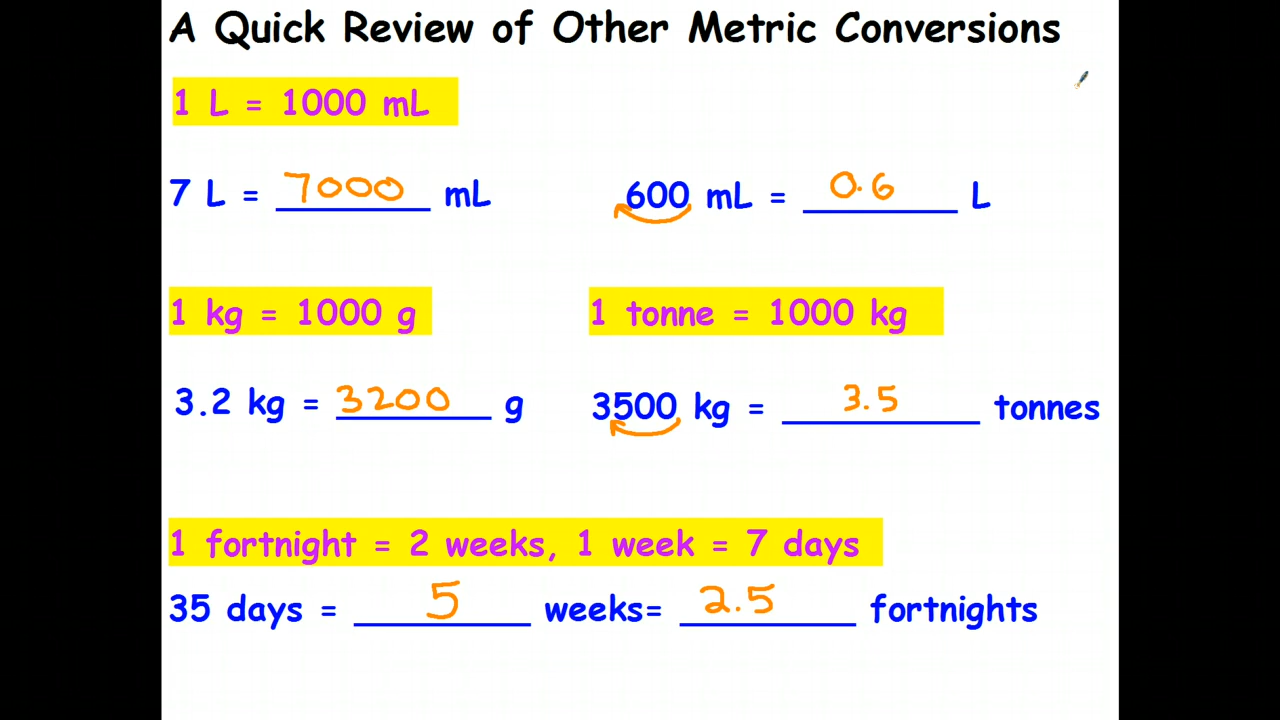 A Quick Review of Other Metric Conversions
1 L = 1000 mL
7 L = 7000 mL
600 mL = 0.6 L
1 kg = 1000 g
1 tonne = 1000 kg
3.2 kg = 3200 g
3500 kg = 3.5 tonnes
1 fortnight = 2 weeks, 1 week = 7 days
35 days = 5 weeks= 2.5 fortnights